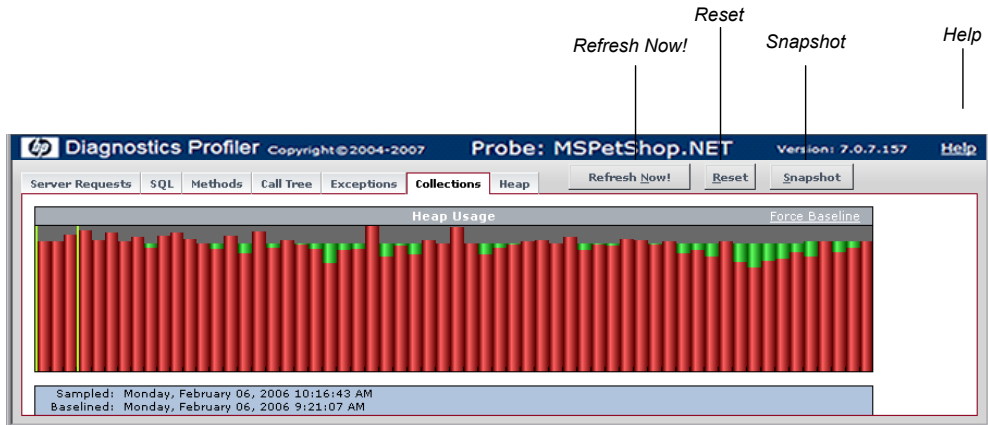 Reset
Refresh Now!
Snapshot
Help
hp Diagnostics Profiler Copyright©2004-2007 Probe: MSPetShop.NET Version: 7.0.7.157 Help
Server Requests SQL Methods Call Tree Exceptions Collections Heap Refresh Now! Reset Snapshot
Heap Usage Force Baseline
Sampled: Monday, February 06, 2006 10:16:43 AM
Baselined: Monday, February 06, 2006 9:21:07 AM